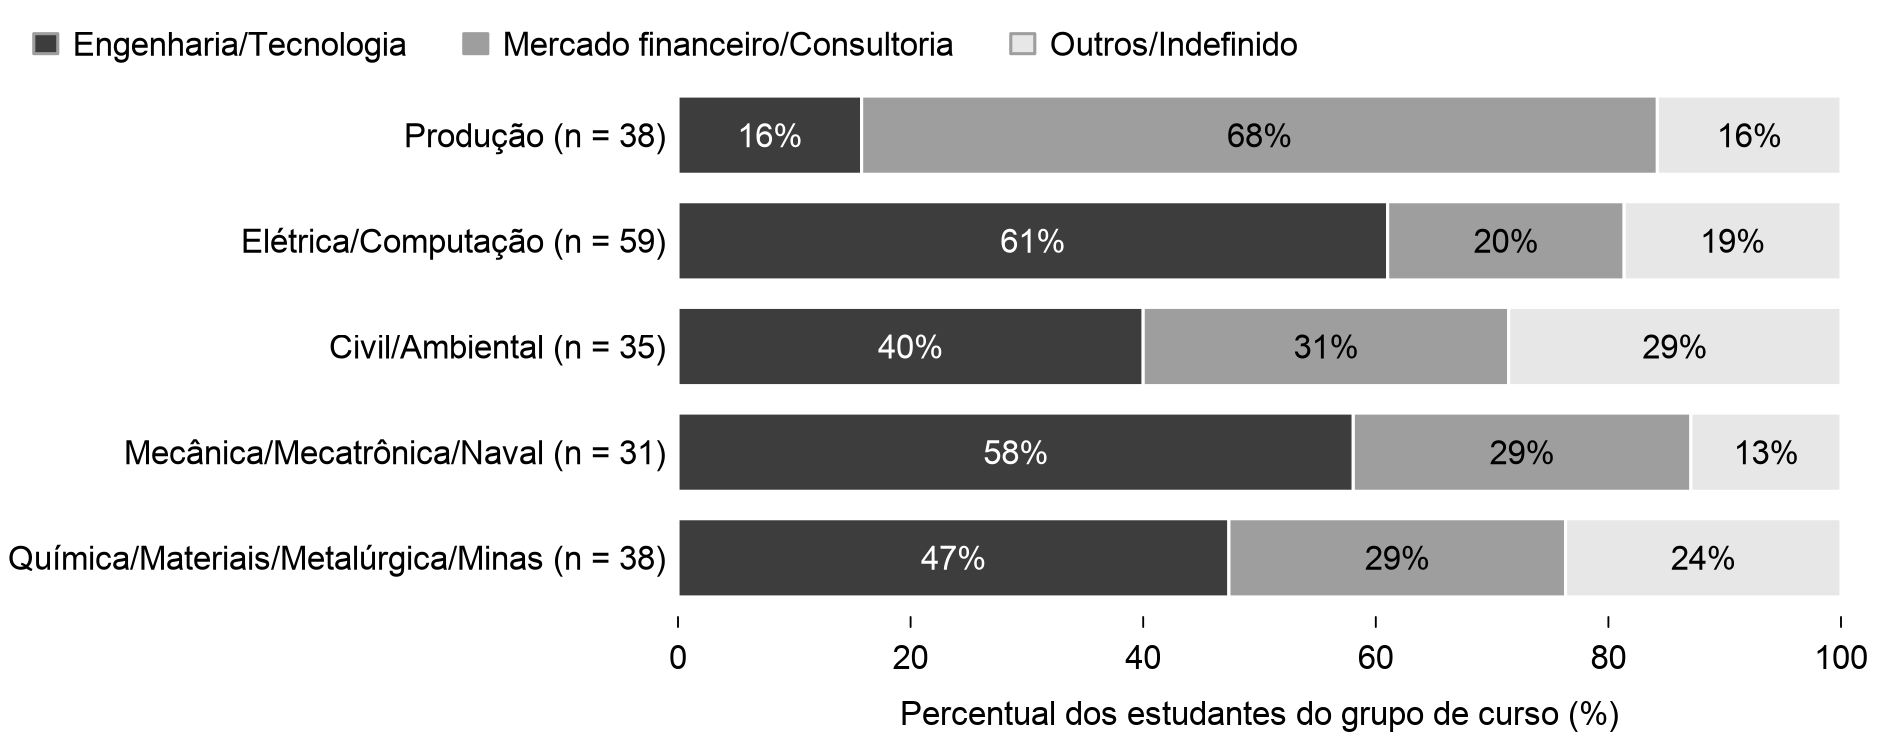 Engenharia/Tecnologia Mercado financeiro/Consultoria Outros/Indefinido
Produção (n = 38) 16% 68% 16%
Elétrica/Computação (n = 59) 61% 20% 19%
Civil/Ambiental (n = 35) 40% 31% 29%
Mecânica/Mecatrônica/Naval (n = 31) 58% 29% 13%
Química/Materiais/Metalúrgica/Minas (n = 38) 47% 29% 24%
0 20 40 60 80 100
Percentual dos estudantes do grupo de curso (%)